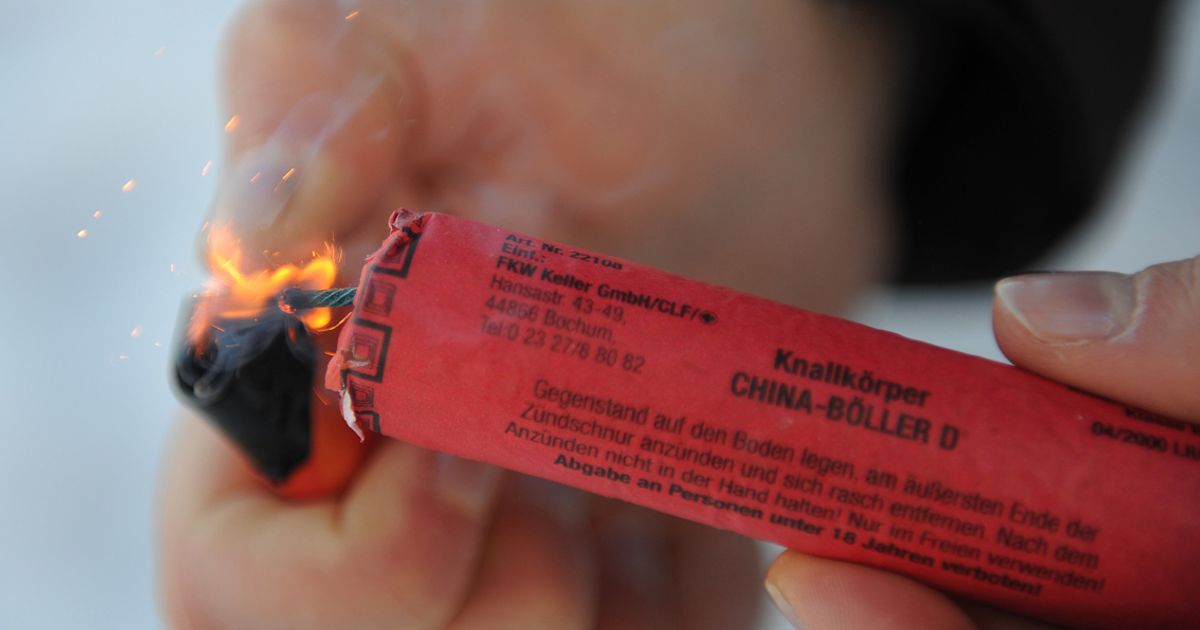 Art. Nr. 22108
Einf.:
FKW Keller GmbH/CLF/
Hansastr. 43-49,
44866 Bochum,
Tel:0 23 27/8 80 82
Knallkörper
CHINA-BÖLLER D
Gegenstand auf den Boden legen, am äußersten Ende der
Zündschnur anzünden und sich rasch entfernen. Nach dem
Anzünden nicht in der Hand halten! Nur im Freien verwenden!
Abgabe an Personen unter 18 Jahren verboten!
04/2006